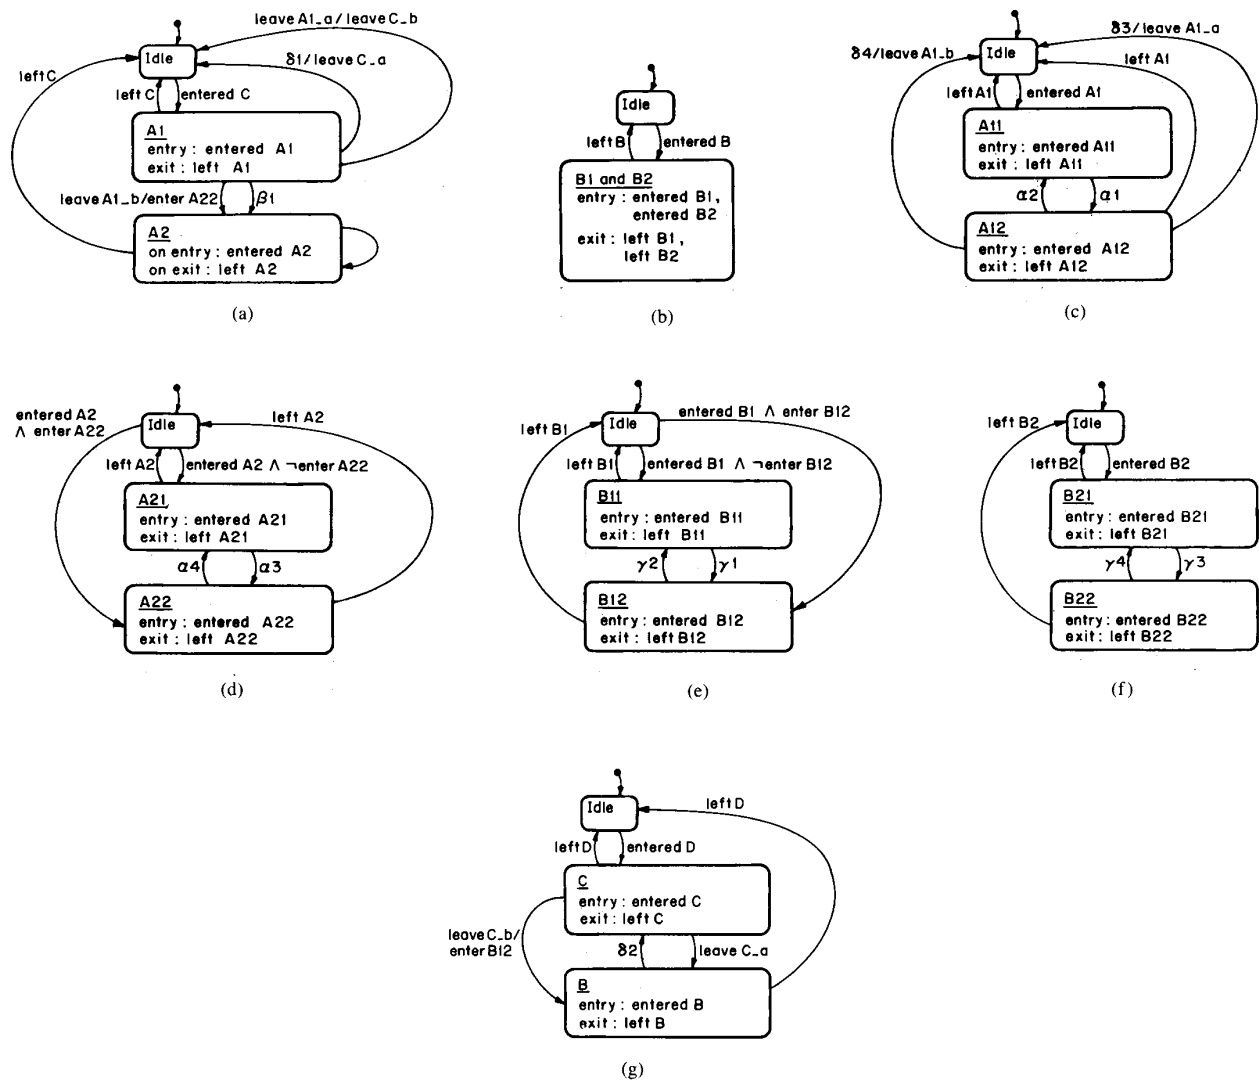 leave A1_a/leave C_b
Idle
δ1/leave C_a
left C
left C
entered C
A1
entry: entered A1
exit: left A1
leave A1_b/enter A22
β1
A2
on entry: entered A2
on exit: left A2
(a)
Idle
left B
entered B
B1 and B2
entry: entered B1,
entered B2
exit: left B1,
left B2
(b)
δ3/leave A1_a
δ4/leave A1_b
Idle
left A1
left A1
entered A1
A11
entry: entered A11
exit: left A11
α2
α1
A12
entry: entered A12
exit: left A12
(c)
entered A2
∧ enter A22
Idle
left A2
left A2
entered A2 ∧ ¬enter A22
A21
entry: entered A21
exit: left A21
α4
α3
A22
entry: entered A22
exit: left A22
(d)
left B1
Idle
entered B1 ∧ enter B12
left B1
entered B1 ∧ ¬enter B12
B11
entry: entered B11
exit: left B11
γ2
γ1
B12
entry: entered B12
exit: left B12
(e)
left B2
Idle
left B2
entered B2
B21
entry: entered B21
exit: left B21
γ4
γ3
B22
entry: entered B22
exit: left B22
(f)
Idle
left D
left D
entered D
C
entry: entered C
exit: left C
leave C_b/
enter B12
δ2
leave C_a
B
entry: entered B
exit: left B
(g)